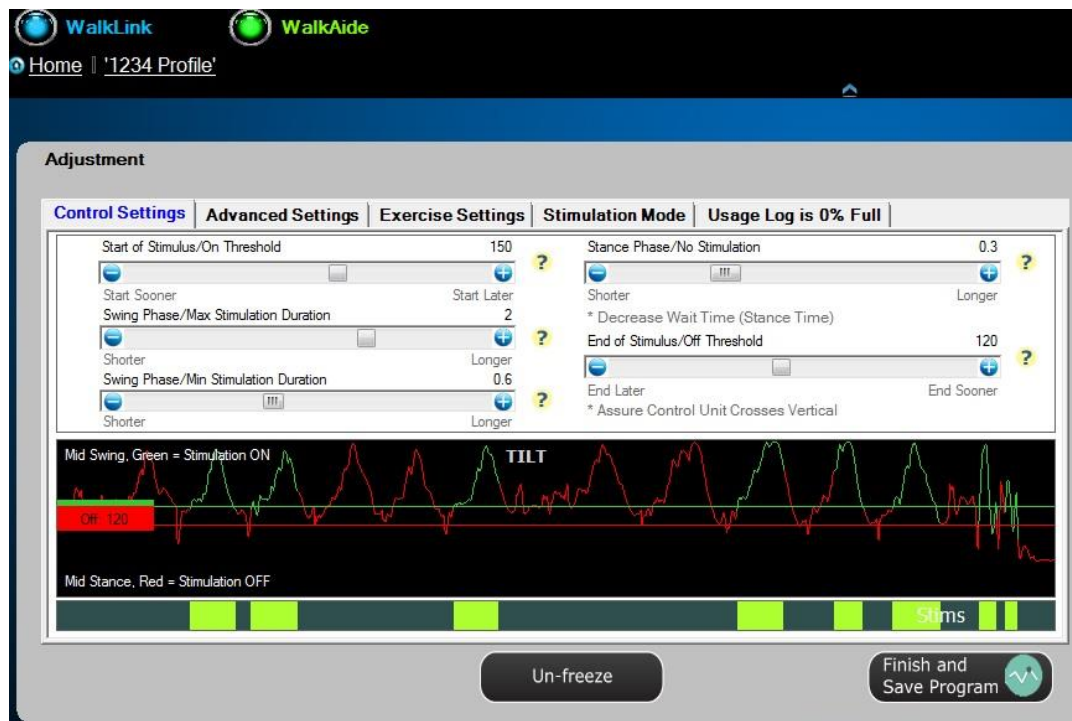 WalkLink WalkAide
Home '1234 Profile'
Adjustment
Control Settings Advanced Settings Exercise Settings Stimulation Mode Usage Log is 0% Full
Start of Stimulus/On Threshold 150 ?
Start Sooner Start Later
Swing Phase/Max Stimulation Duration 2 ?
Shorter Longer
Swing Phase/Min Stimulation Duration 0.6 ?
Shorter Longer
Stance Phase/No Stimulation 0.3 ?
Shorter Longer
* Decrease Wait Time (Stance Time)
End of Stimulus/Off Threshold 120 ?
End Later End Sooner
* Assure Control Unit Crosses Vertical
Mid Swing, Green = Stimulation ON TILT
Off: 120
Mid Stance, Red = Stimulation OFF
Stims
Un-freeze
Finish and
Save Program